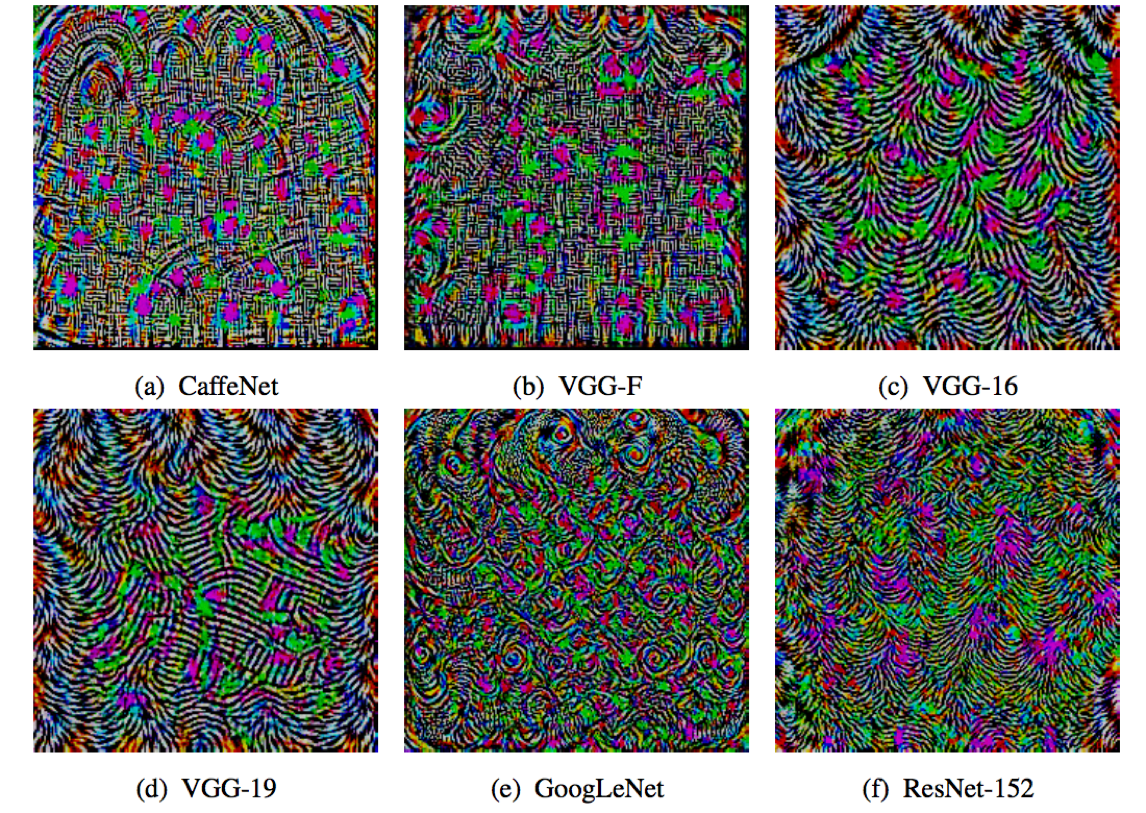 (a) CaffeNet
(b) VGG-F
(c) VGG-16
(d) VGG-19
(e) GoogLeNet
(f) ResNet-152